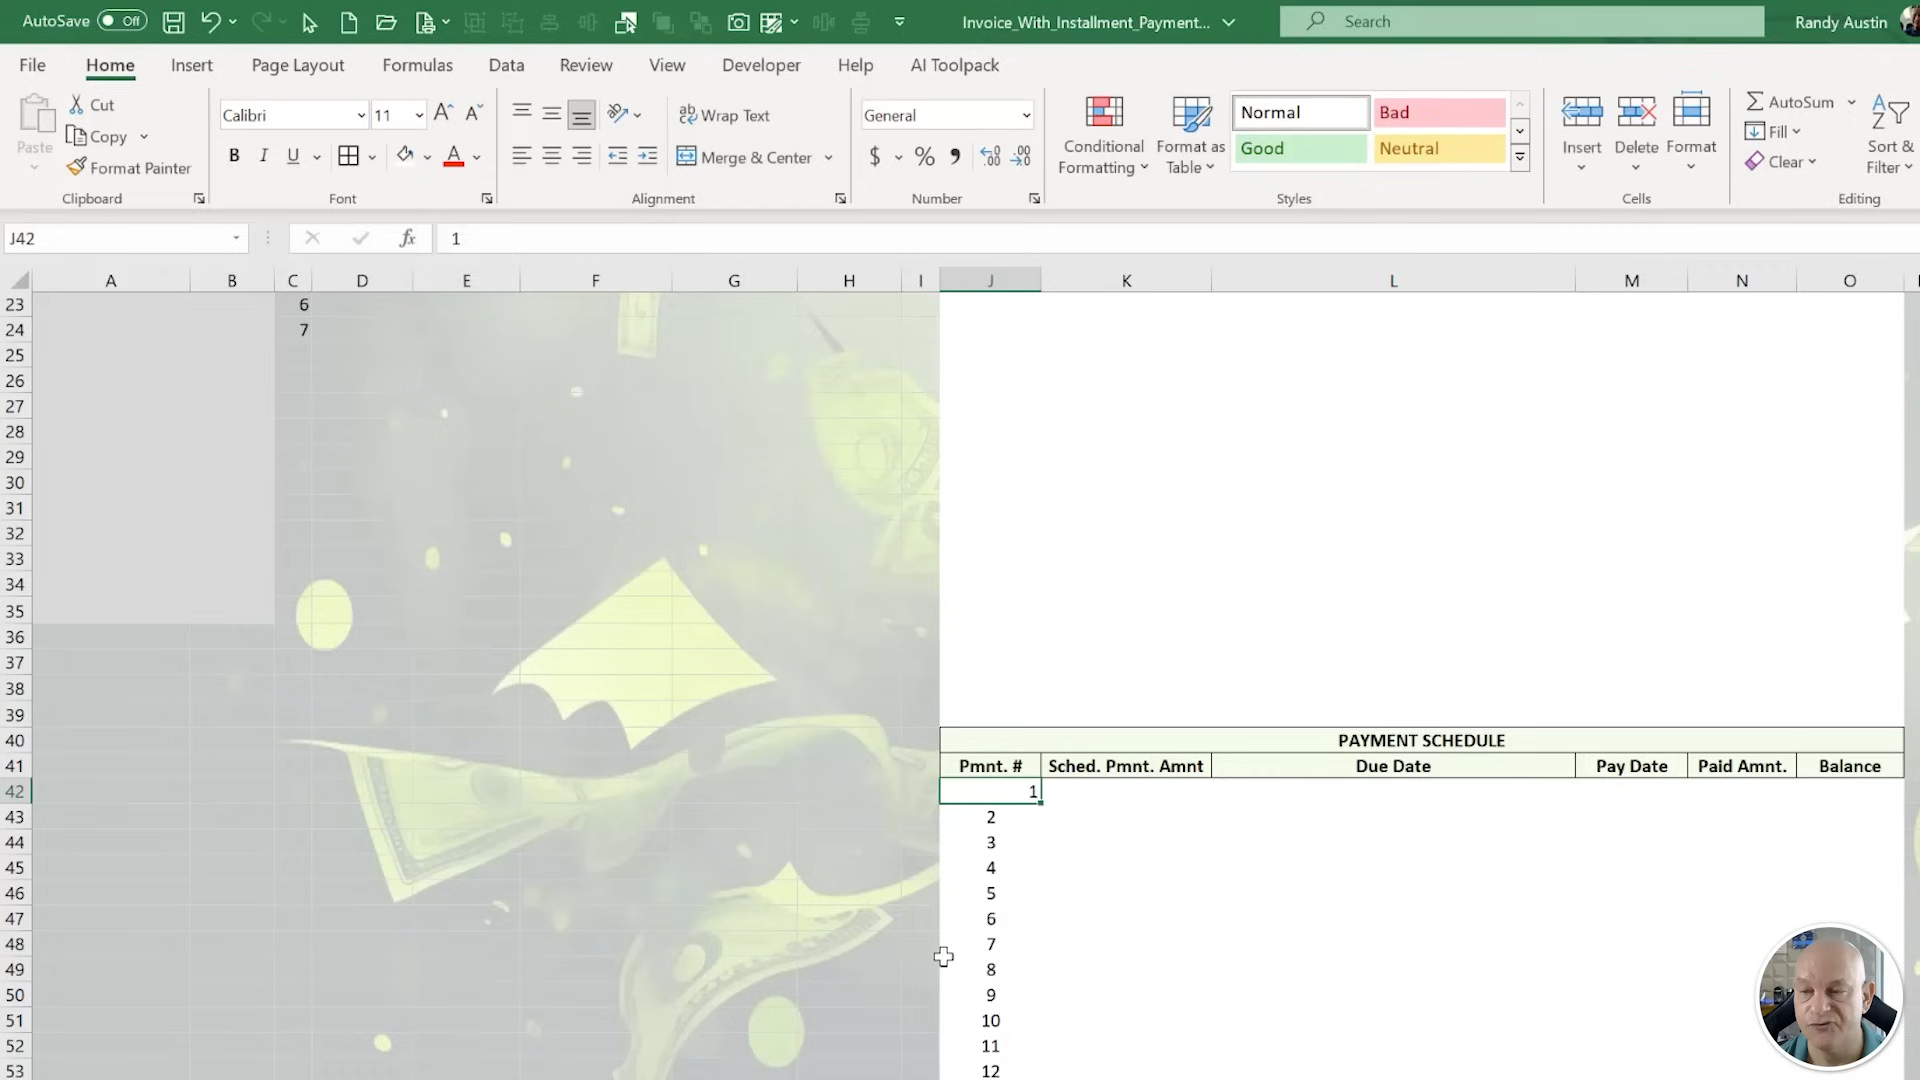 AutoSave Off Invoice_With_Installment_Payment... Search Randy Austin
File Home Insert Page Layout Formulas Data Review View Developer Help AI Toolpack
Paste Cut Copy Format Painter
Clipboard
Calibri 11
B I U A
Font
Wrap Text
Merge & Center
Alignment
General
$ %
Number
Conditional Formatting
Format as Table
Normal Bad
Good Neutral
Styles
Insert Delete Format
Cells
AutoSum
Fill
Clear
Sort & Filter
Editing
J42 fx 1
A B C D E F G H I J K L M N O
23 6
24 7
25
26
27
28
29
30
31
32
33
34
35
36
37
38
39
40 PAYMENT SCHEDULE
41 Pmnt. # Sched. Pmnt. Amnt Due Date Pay Date Paid Amnt. Balance
42 1
43 2
44 3
45 4
46 5
47 6
48 7
49 8
50 9
51 10
52 11
53 12